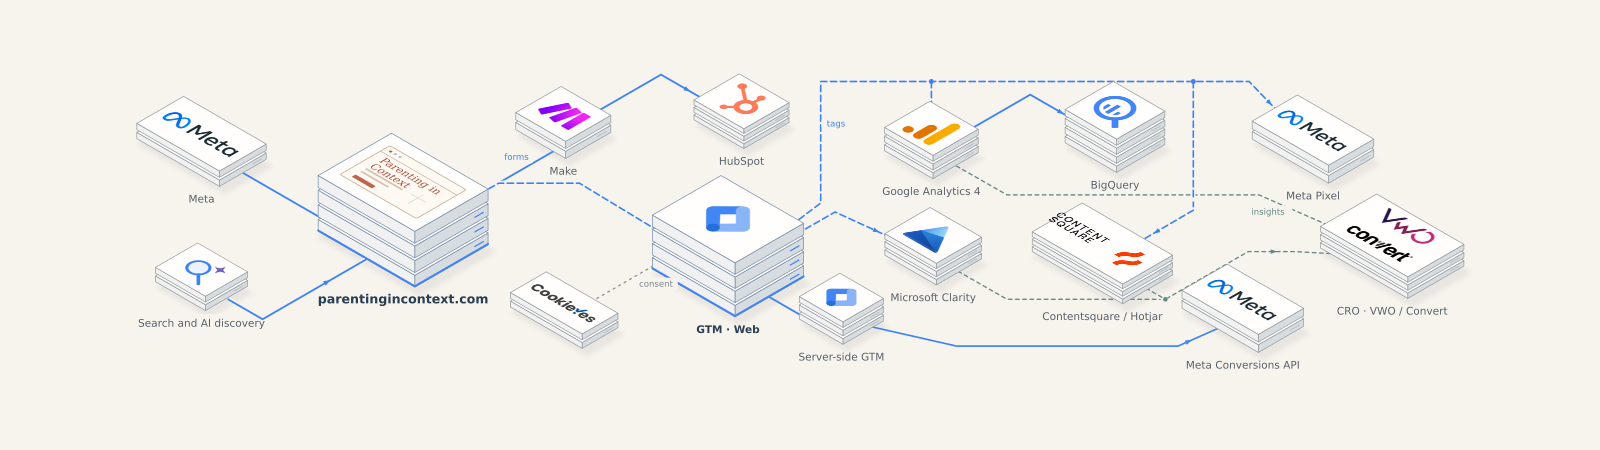 Meta
Meta
Search and AI discovery
Parenting in
Context
parentingincontext.com
forms
Make
HubSpot
CookieYes
consent
GTM · Web
tags
Server-side GTM
Google Analytics 4
BigQuery
Microsoft Clarity
CONTENT
SQUARE
Contentsquare / Hotjar
Meta
Meta Pixel
insights
VWO
convert
CRO · VWO / Convert
Meta
Meta Conversions API